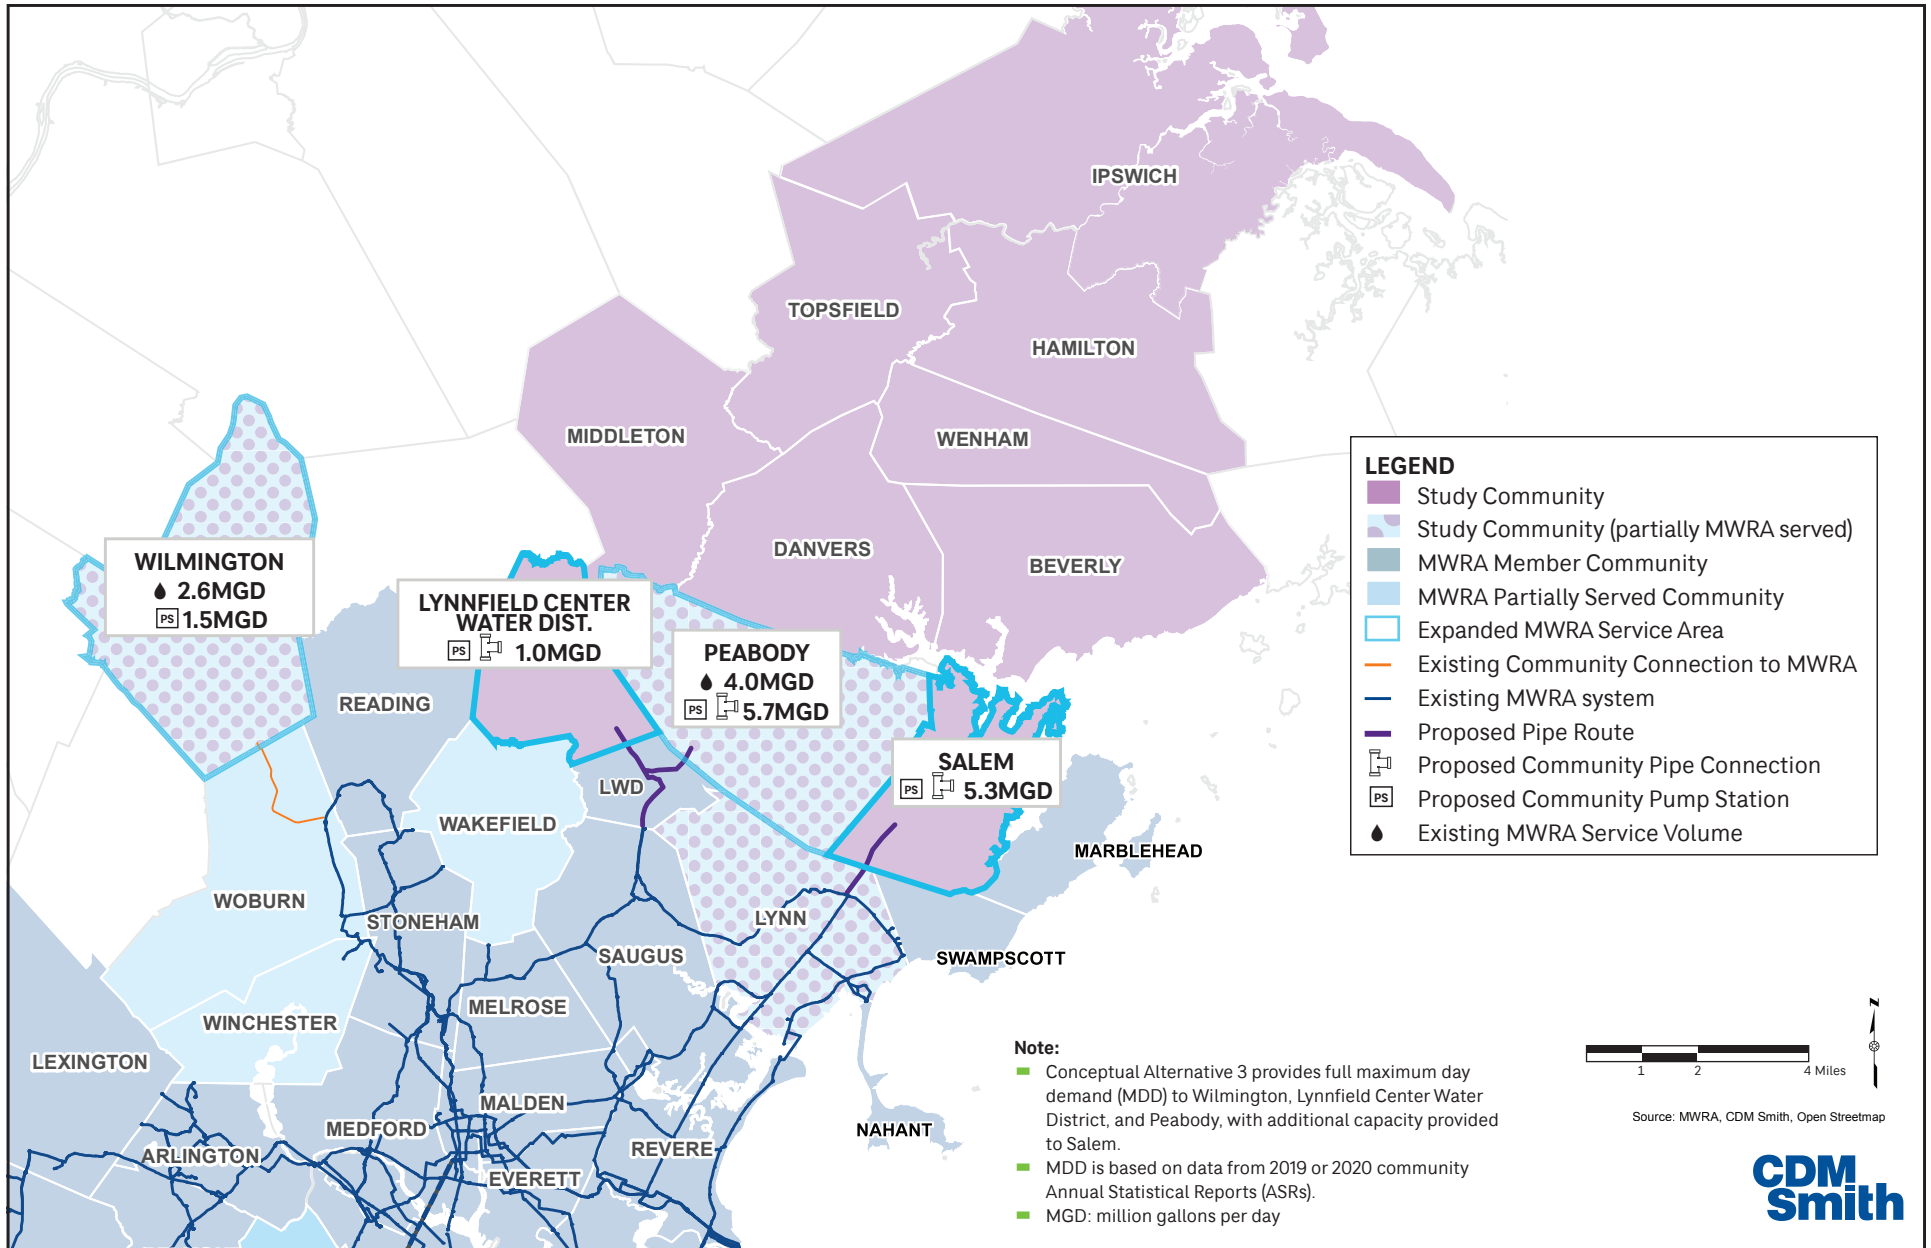 IPSWICH
TOPSFIELD
HAMILTON
MIDDLETON
WENHAM
DANVERS
BEVERLY
WILMINGTON
2.6MGD
PS 1.5MGD
LYNNFIELD CENTER
WATER DIST.
PS 1.0MGD
PEABODY
4.0MGD
PS 5.7MGD
SALEM
PS 5.3MGD
READING
LWD
WAKEFIELD
MARBLEHEAD
WOBURN
STONEHAM
LYNN
SAUGUS
SWAMPSCOTT
MELROSE
WINCHESTER
LEXINGTON
MALDEN
MEDFORD
NAHANT
REVERE
ARLINGTON
EVERETT
LEGEND
Study Community
Study Community (partially MWRA served)
MWRA Member Community
MWRA Partially Served Community
Expanded MWRA Service Area
Existing Community Connection to MWRA
Existing MWRA system
Proposed Pipe Route
Proposed Community Pipe Connection
PS Proposed Community Pump Station
Existing MWRA Service Volume
Note:
Conceptual Alternative 3 provides full maximum day
demand (MDD) to Wilmington, Lynnfield Center Water
District, and Peabody, with additional capacity provided
to Salem.
MDD is based on data from 2019 or 2020 community
Annual Statistical Reports (ASRs).
MGD: million gallons per day
N
1 2 4 Miles
Source: MWRA, CDM Smith, Open Streetmap
CDM
Smith